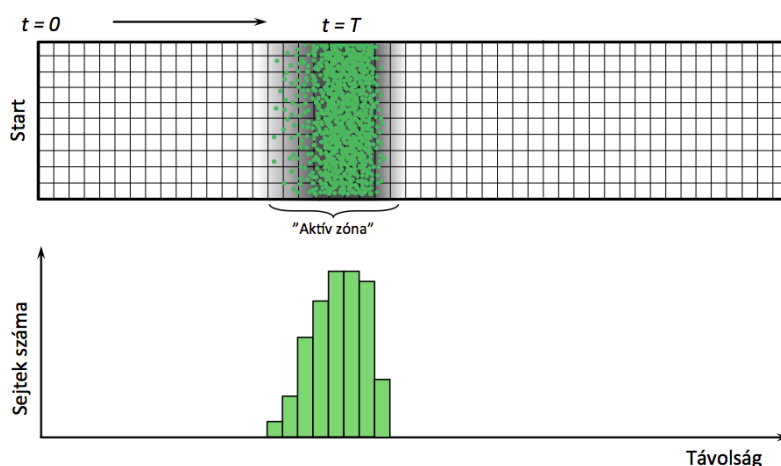 t = 0
t = T
Start
”Aktív zóna”
Sejtek száma
Távolság